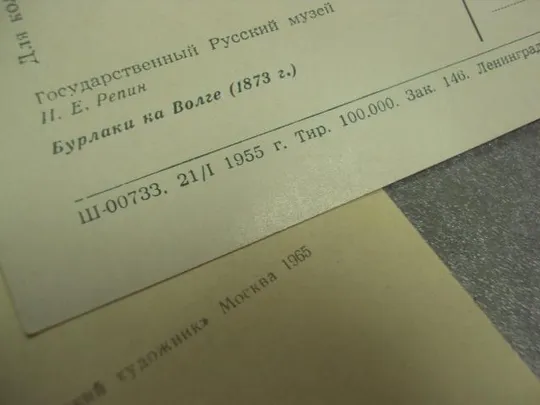 Для
Государственный Русский музей
И. Е. Репин
Бурлаки на Волге (1873 г.)
Ш-00733. 21/I 1955 г. Тир. 100.000. Зак. 146. Ленинград
художник» Москва 1965